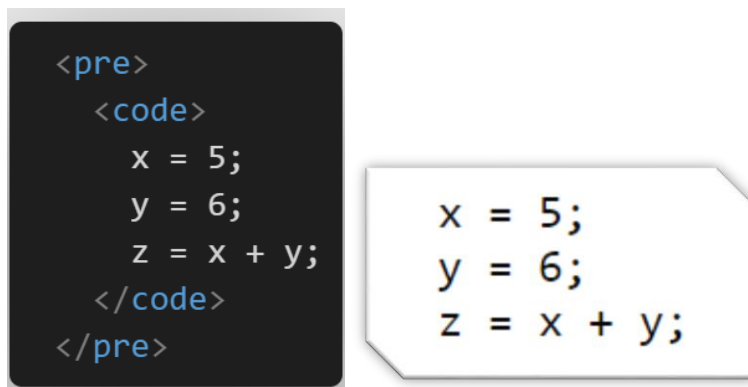 <pre>
<code>
x = 5;
y = 6;
z = x + y;
</code>
</pre>
x = 5;
y = 6;
z = x + y;